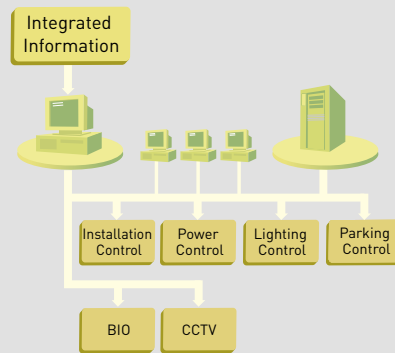 Integrated
Information
Installation
Control
Power
Control
Lighting
Control
Parking
Control
BIO
CCTV